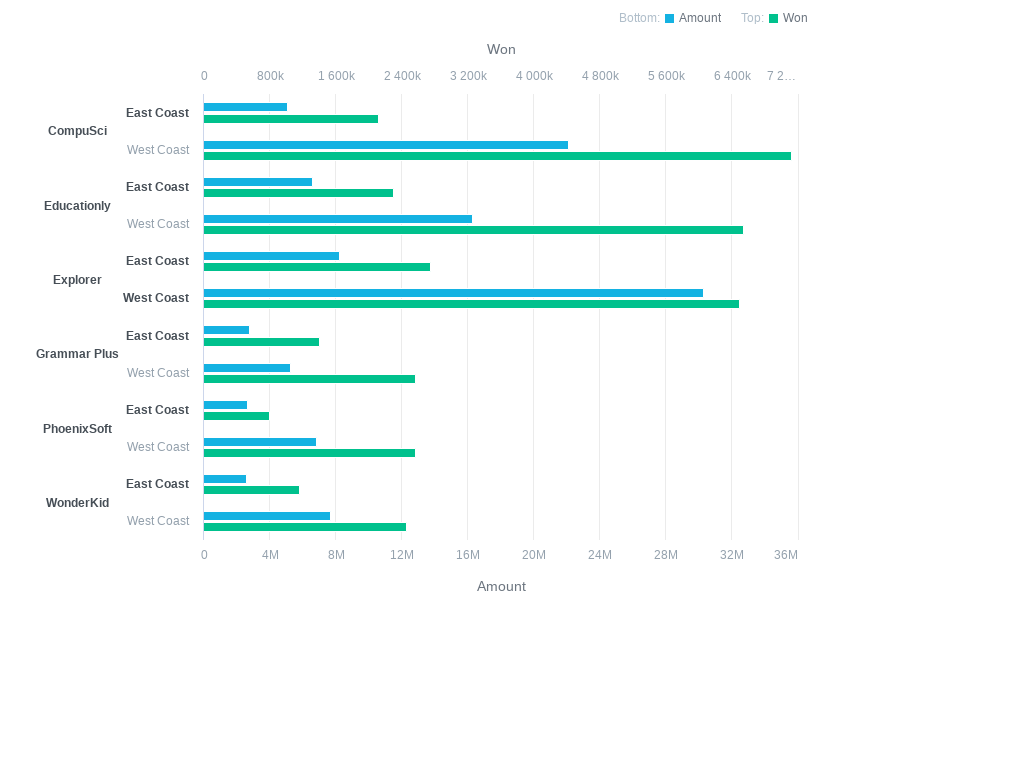 Bottom: Amount Top: Won
Won
0 800k 1 600k 2 400k 3 200k 4 000k 4 800k 5 600k 6 400k 7 2...
East Coast
CompuSci
West Coast
East Coast
Educationly
West Coast
East Coast
Explorer
West Coast
East Coast
Grammar Plus
West Coast
East Coast
PhoenixSoft
West Coast
East Coast
WonderKid
West Coast
0 4M 8M 12M 16M 20M 24M 28M 32M 36M
Amount